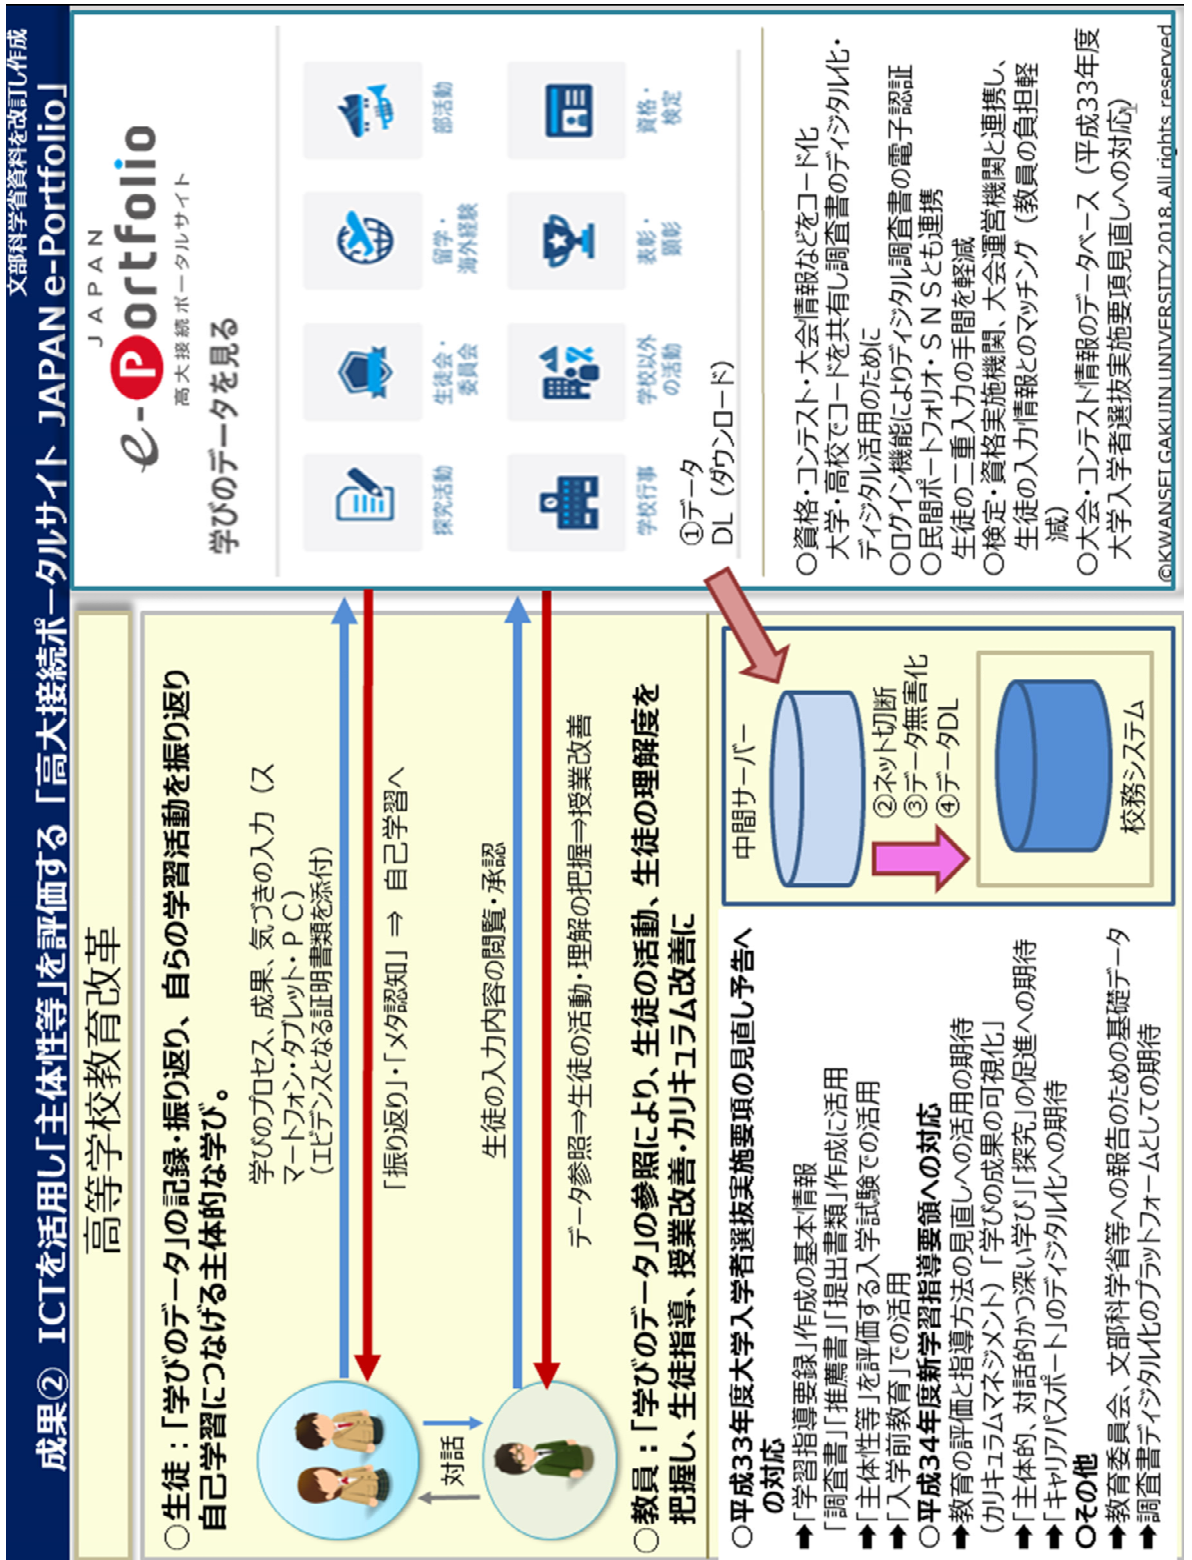 文部科学省資料を改訂し作成
成果② ICTを活用し「主体性等」を評価する「高大接続ポータルサイト JAPAN e-Portfolio」
高等学校教育改革
○生徒：「学びのデータ」の記録・振り返り、自らの学習活動を振り返り
自己学習につなげる主体的な学び。
学びのプロセス、成果、気づきの入力（ス
マートフォン・タブレット・ＰＣ）
（エビデンスとなる証明書類を添付）
「振り返り」・「メタ認知」⇒ 自己学習へ
対話
生徒の入力内容の閲覧・承認
データ参照⇒生徒の活動・理解の把握⇒授業改善
○教員：「学びのデータ」の参照により、生徒の活動、生徒の理解度を
把握し、生徒指導、授業改善・カリキュラム改善に
○平成33年度大学入学者選抜実施要項の見直し予告へ
の対応
➡「学習指導要録」作成の基本情報
「調査書」「推薦書」「提出書類」作成に活用
➡「主体性等」を評価する入学試験での活用
➡「入学前教育」での活用
○平成34年度新学習指導要領への対応
➡教育の評価と指導方法の見直しへの活用の期待
（カリキュラムマネジメント）「学びの成果の可視化」
➡「主体的、対話的かつ深い学び」「探究」の促進への期待
➡「キャリアパスポート」のディジタル化への期待
○その他
➡教育委員会、文部科学省等への報告のための基礎データ
➡調査書ディジタル化のプラットフォームとしての期待
中間サーバー
②ネット切断
③データ無害化
④データDL
校務システム
JAPAN
e-Portfolio
高大接続ポータルサイト
学びのデータを見る
探究活動
生徒会・
委員会
留学・
海外経験
部活動
学校行事
学校以外
の活動
表彰・
顕彰
資格・
検定
①データ
DL（ダウンロード）
○資格・コンテスト・大会情報などをコード化
大学・高校でコードを共有し調査書のディジタル化・
ディジタル活用のために
○ログイン機能によりディジタル調査書の電子認証
○民間ポートフォリオ・ＳＮＳとも連携
生徒の二重入力の手間を軽減
○検定・資格実施機関、大会運営機関と連携し、
生徒の入力情報とのマッチング（教員の負担軽
減）
○大会・コンテスト情報のデータベース（平成33年度
大学入学者選抜実施要項見直しへの対応）
©KWANSEI GAKUIN UNIVERSITY 2018.All rights reserved